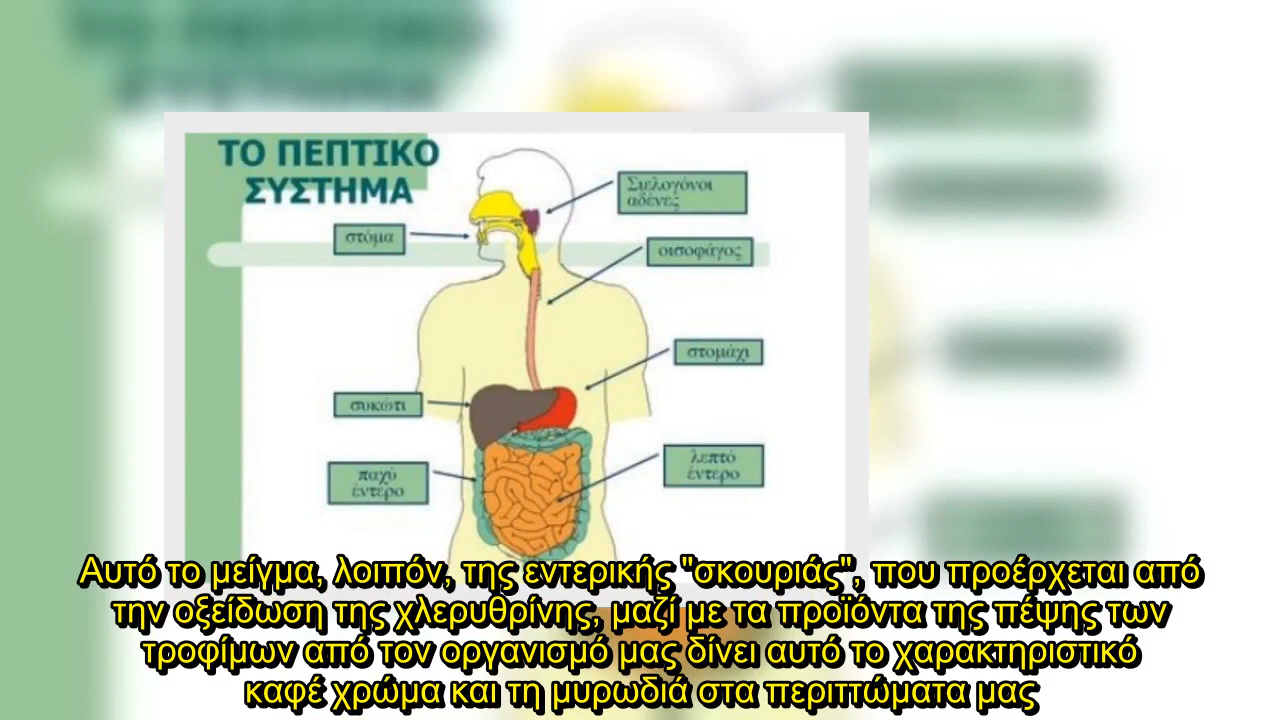 ΤΟ ΠΕΠΤΙΚΟ
ΣΥΣΤΗΜΑ
Σιελογόνοι
αδένες
στόμα
οισοφάγος
στομάχι
συκώτι
λεπτό
έντερο
παχύ
έντερο
Αυτό το μείγμα, λοιπόν, της εντερικής "σκουριάς", που προέρχεται από
την οξείδωση της χλερυθρίνης, μαζί με τα προϊόντα της πέψης των
τροφίμων από τον οργανισμό μας δίνει αυτό το χαρακτηριστικό
καφέ χρώμα και τη μυρωδιά στα περιττώματα μας